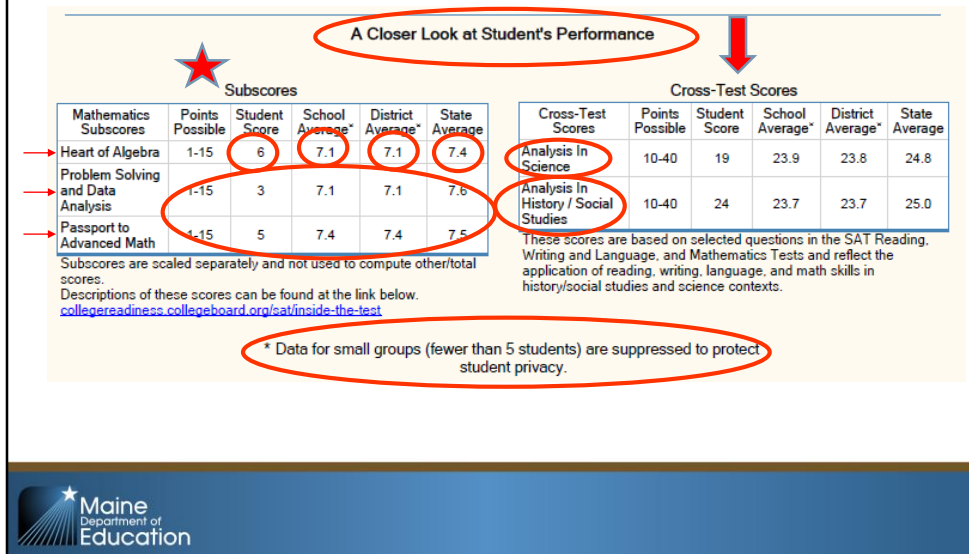 A Closer Look at Student's Performance
Subscores
Mathematics Subscores Points Possible Student Score School Average* District Average* State Average
Heart of Algebra 1-15 6 7.1 7.1 7.4
Problem Solving and Data Analysis 1-15 3 7.1 7.1 7.6
Passport to Advanced Math 1-15 5 7.4 7.4 7.5
Subscores are scaled separately and not used to compute other/total
scores.
Descriptions of these scores can be found at the link below.
collegereadiness.collegeboard.org/sat/inside-the-test
Cross-Test Scores
Cross-Test Scores Points Possible Student Score School Average* District Average* State Average
Analysis In Science 10-40 19 23.9 23.8 24.8
Analysis In History / Social Studies 10-40 24 23.7 23.7 25.0
These scores are based on selected questions in the SAT Reading,
Writing and Language, and Mathematics Tests and reflect the
application of reading, writing, language, and math skills in
history/social studies and science contexts.
* Data for small groups (fewer than 5 students) are suppressed to protect
student privacy.
Maine
Department of
Education